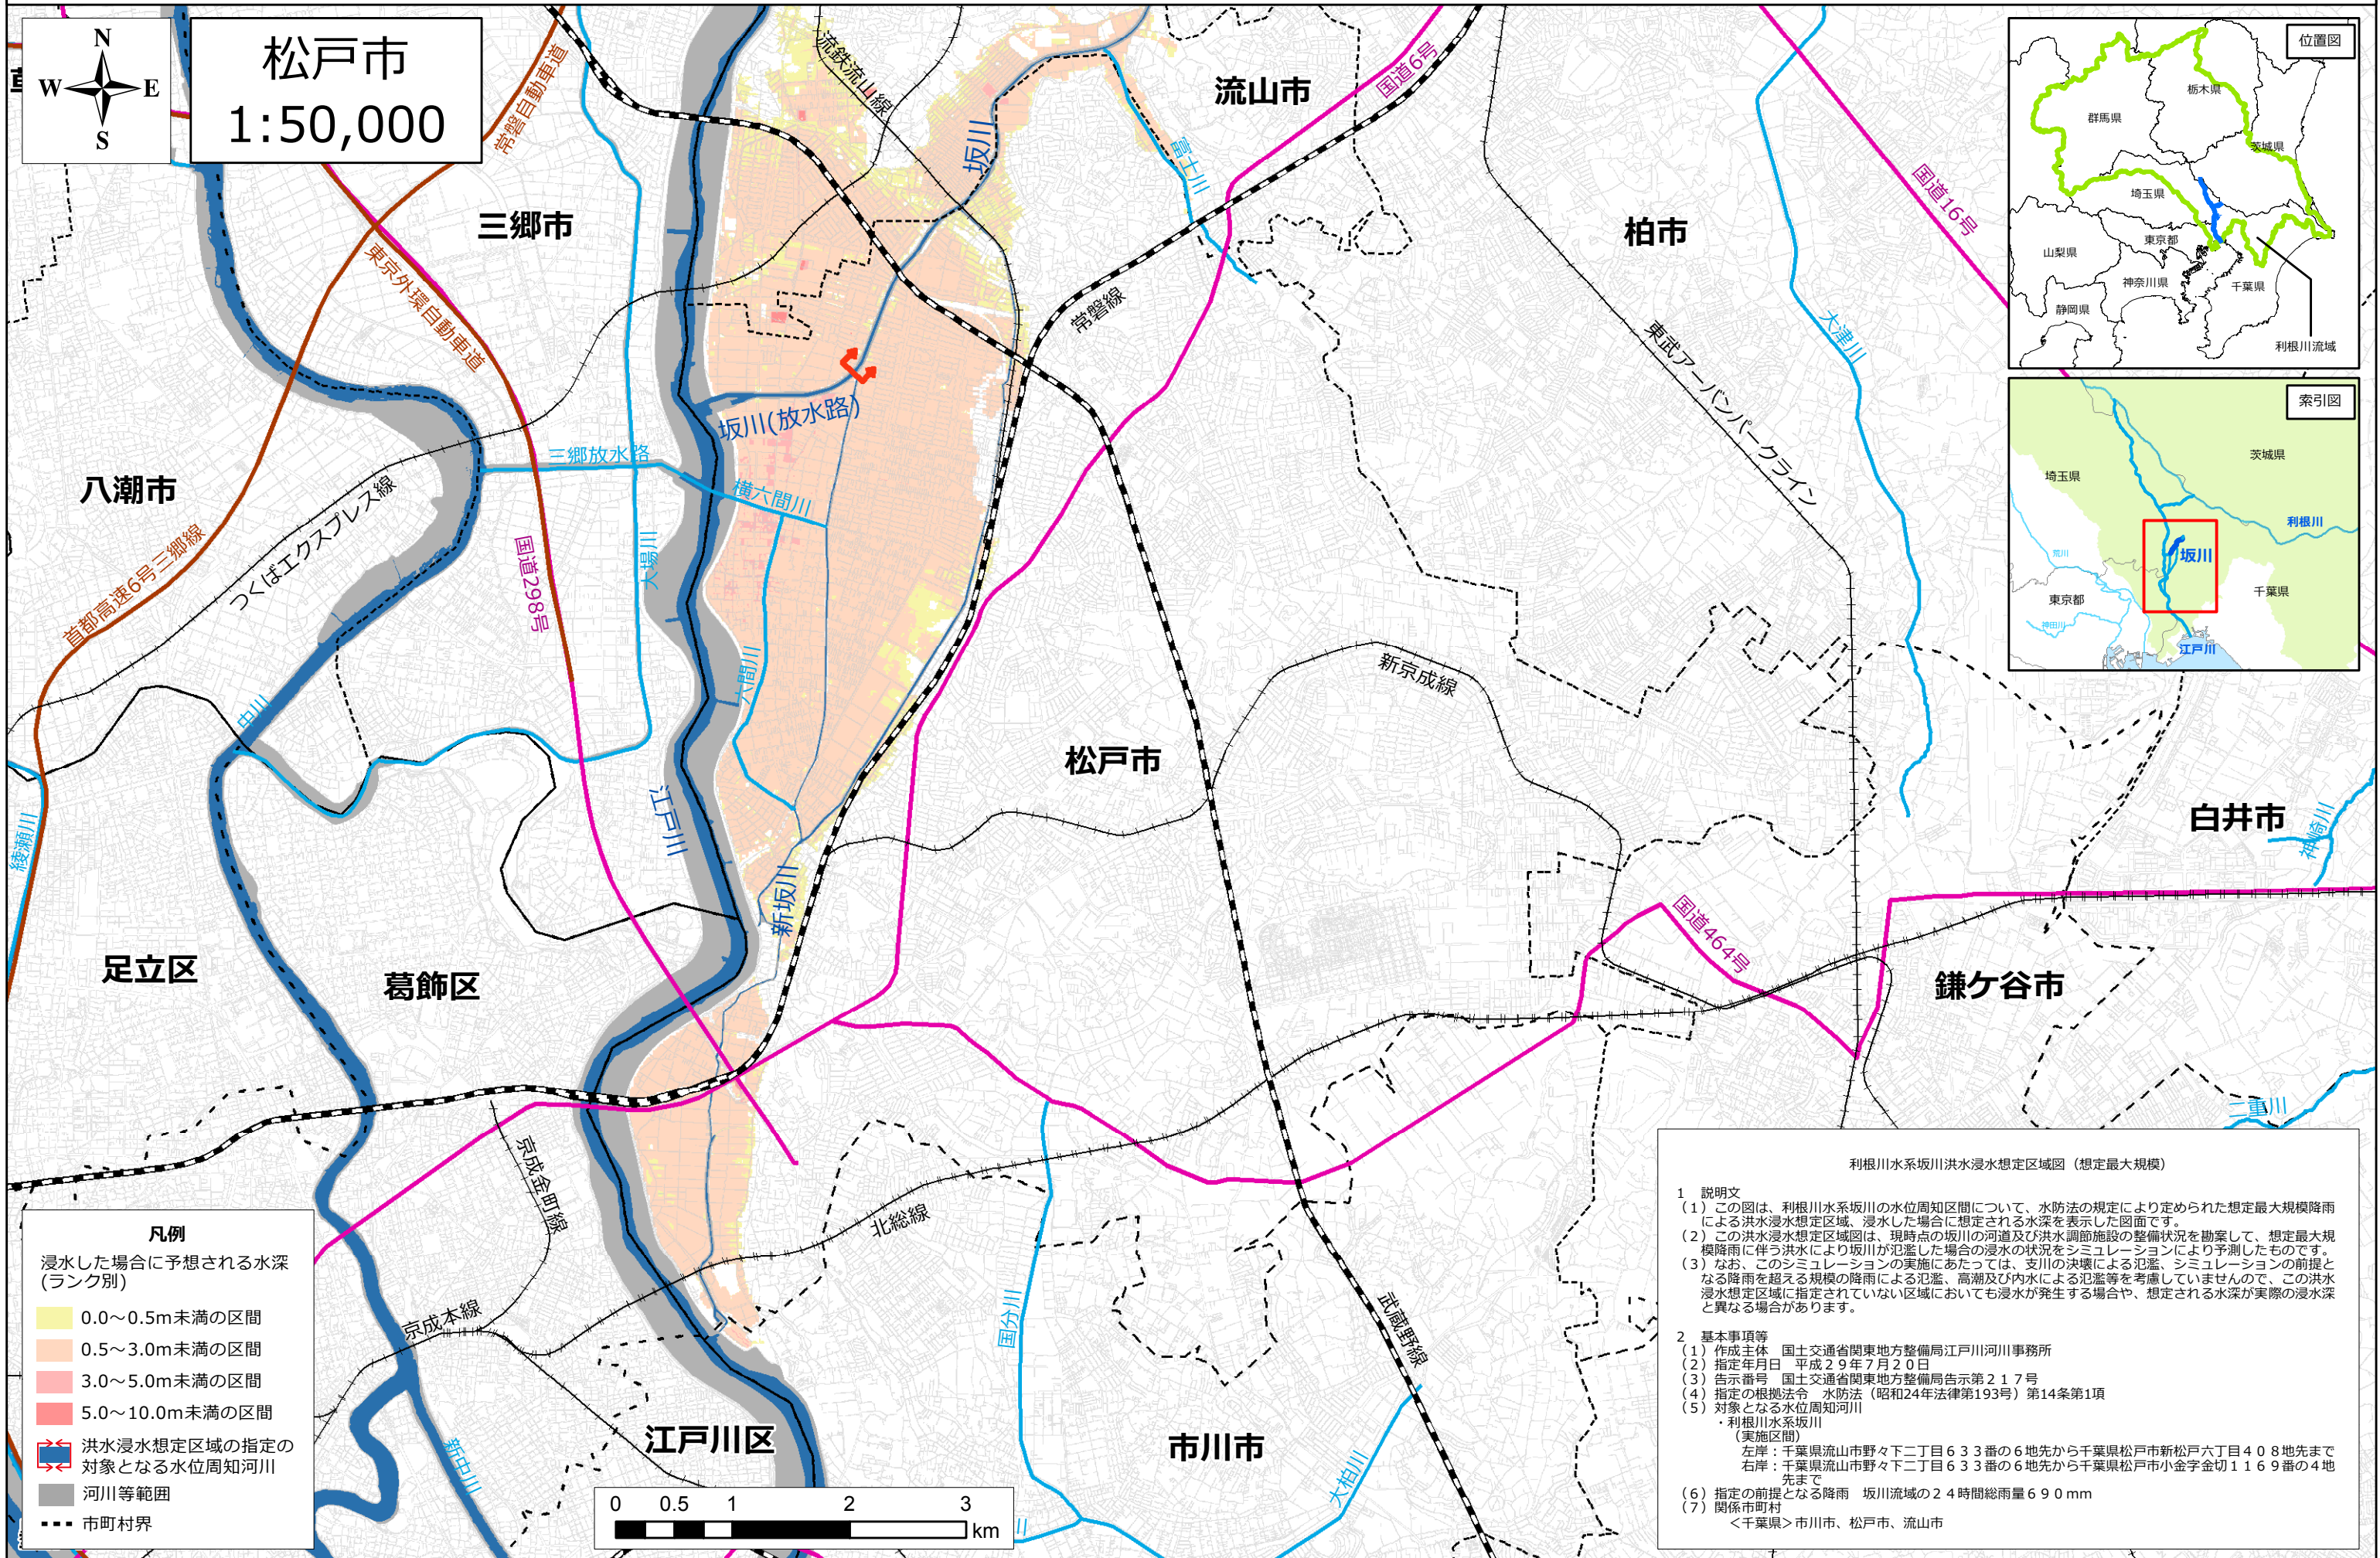 N
W
E
S
松戸市
1:50,000
流鉄流山線
常磐自動車道
坂川
流山市
国道6号
富士川
国道16号
三郷市
柏市
東京外環自動車道
常磐線
東武アーバンパークライン
大津川
坂川(放水路)
三郷放水路
横六間川
八潮市
つくばエクスプレス線
首都高速6号三郷線
国道298号
大場川
六間川
新京成線
中川
松戸市
江戸川
綾瀬川
白井市
神崎川
新坂川
国道464号
足立区
葛飾区
鎌ケ谷市
二重川
京成金町線
北総線
京成本線
国分川
武蔵野線
江戸川区
市川市
大柏川
新中川
位置図
栃木県
群馬県
茨城県
埼玉県
東京都
山梨県
神奈川県
千葉県
静岡県
利根川流域
索引図
茨城県
埼玉県
利根川
荒川
坂川
東京都
千葉県
神田川
江戸川
凡例
浸水した場合に予想される水深
(ランク別)
0.0～0.5m未満の区間
0.5～3.0m未満の区間
3.0～5.0m未満の区間
5.0～10.0m未満の区間
洪水浸水想定区域の指定の
対象となる水位周知河川
河川等範囲
市町村界
0 0.5 1 2 3
km
利根川水系坂川洪水浸水想定区域図（想定最大規模）
1　説明文
（1）この図は、利根川水系坂川の水位周知区間について、水防法の規定により定められた想定最大規模降雨
による洪水浸水想定区域、浸水した場合に想定される水深を表示した図面です。
（2）この洪水浸水想定区域図は、現時点の坂川の河道及び洪水調節施設の整備状況を勘案して、想定最大規
模降雨に伴う洪水により坂川が氾濫した場合の浸水の状況をシミュレーションにより予測したものです。
（3）なお、このシミュレーションの実施にあたっては、支川の決壊による氾濫、シミュレーションの前提と
なる降雨を超える規模の降雨による氾濫、高潮及び内水による氾濫等を考慮していませんので、この洪水
浸水想定区域に指定されていない区域においても浸水が発生する場合や、想定される水深が実際の浸水深
と異なる場合があります。
2　基本事項等
（1）作成主体　国土交通省関東地方整備局江戸川河川事務所
（2）指定年月日　平成２９年７月２０日
（3）告示番号　国土交通省関東地方整備局告示第２１７号
（4）指定の根拠法令　水防法（昭和24年法律第193号）第14条第1項
（5）対象となる水位周知河川
・利根川水系坂川
（実施区間）
左岸：千葉県流山市野々下二丁目６３３番の６地先から千葉県松戸市新松戸六丁目４０８地先まで
右岸：千葉県流山市野々下二丁目６３３番の６地先から千葉県松戸市小金字金切１１６９番の４地
先まで
（6）指定の前提となる降雨　坂川流域の２４時間総雨量６９０mm
（7）関係市町村
＜千葉県＞市川市、松戸市、流山市